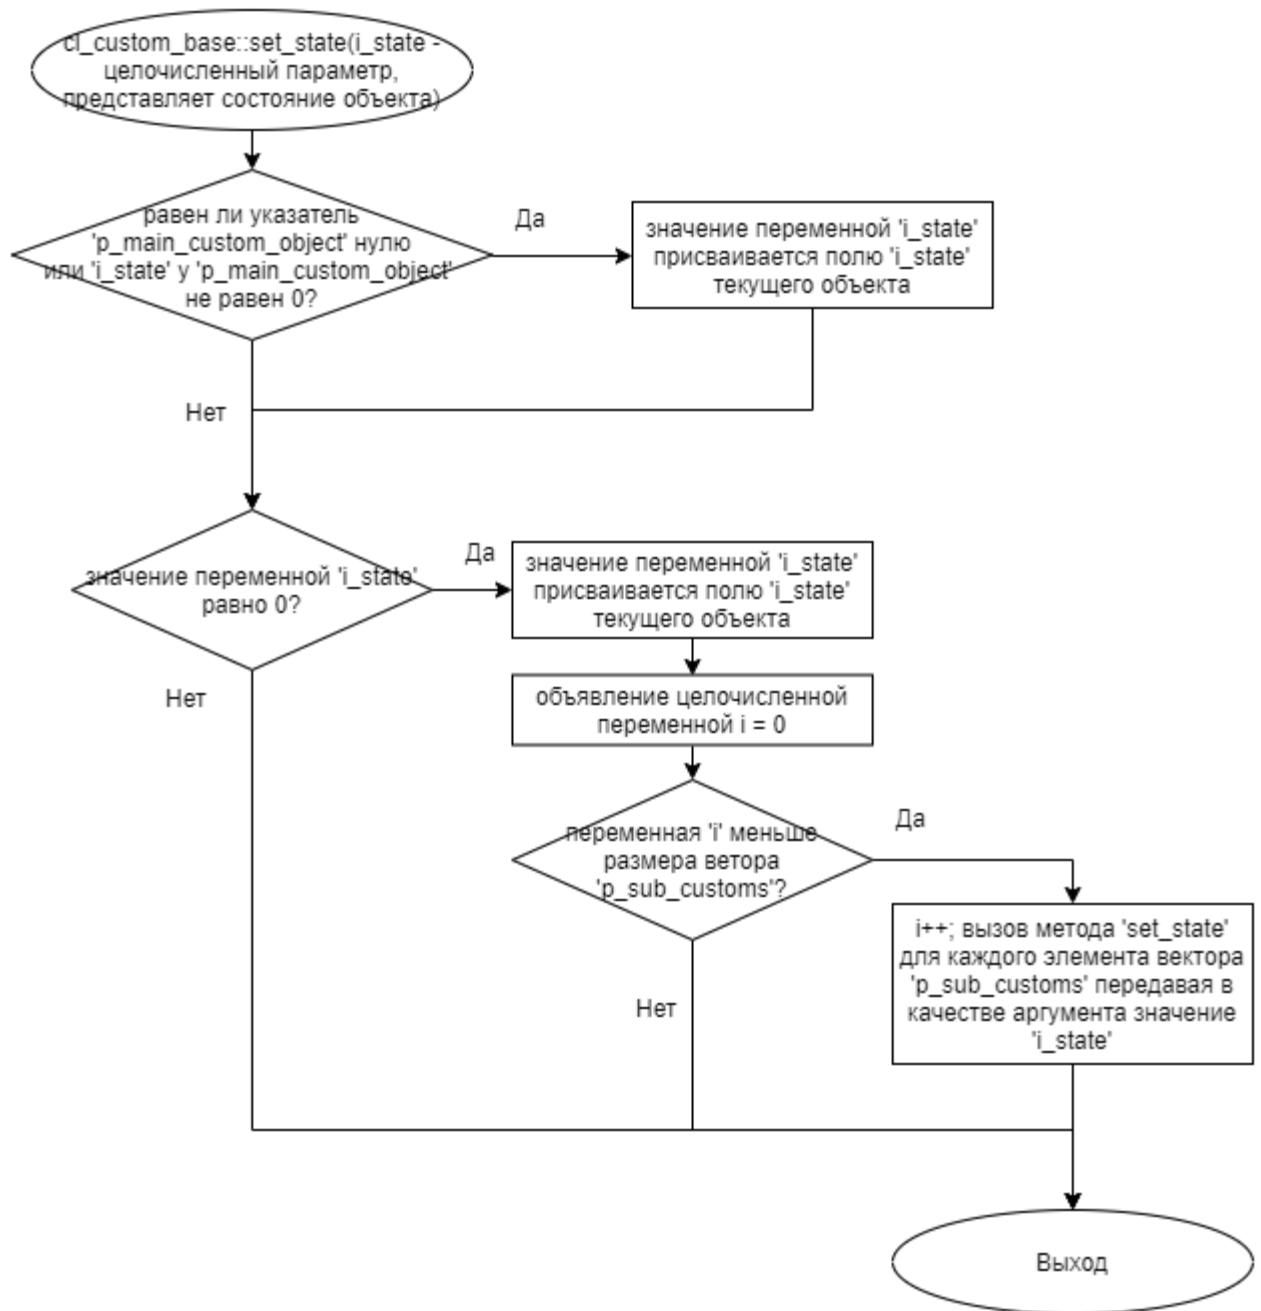 cl_custom_base::set_state(i_state -
целочисленный параметр,
представляет состояние объекта)
равен ли указатель
'p_main_custom_object' нулю
или 'i_state' у 'p_main_custom_object'
не равен 0?
Да
значение переменной 'i_state'
присваивается полю 'i_state'
текущего объекта
Нет
значение переменной 'i_state'
равно 0?
Да
значение переменной 'i_state'
присваивается полю 'i_state'
текущего объекта
Нет
объявление целочисленной
переменной i = 0
переменная 'i' меньше
размера ветора
'p_sub_customs'?
Да
i++; вызов метода 'set_state'
для каждого элемента вектора
'p_sub_customs' передавая в
качестве аргумента значение
'i_state'
Нет
Выход